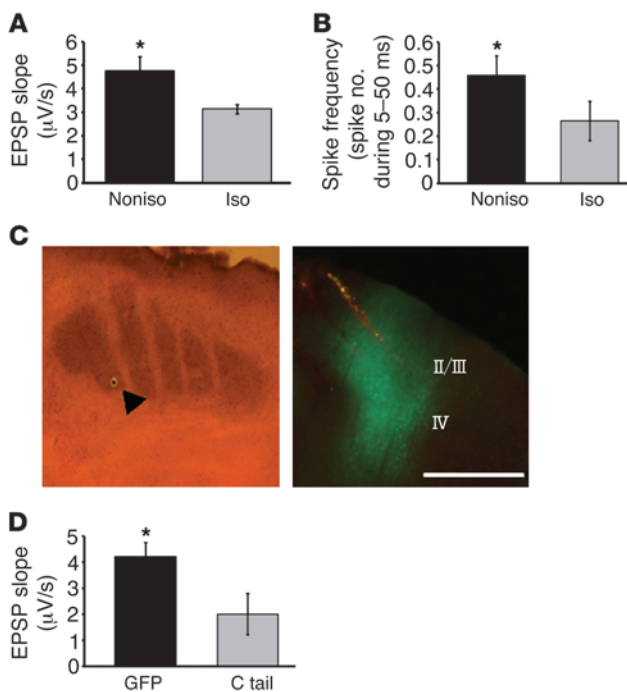 A
EPSP slope
(μV/s)
6
5
4
3
2
1
0
*
Noniso
Iso
B
Spike frequency
(spike no.
during 5–50 ms)
0.6
0.5
0.4
0.3
0.2
0.1
0
*
Noniso
Iso
C
II/III
IV
D
EPSP slope
(μV/s)
5
4
3
2
1
0
*
GFP
C tail